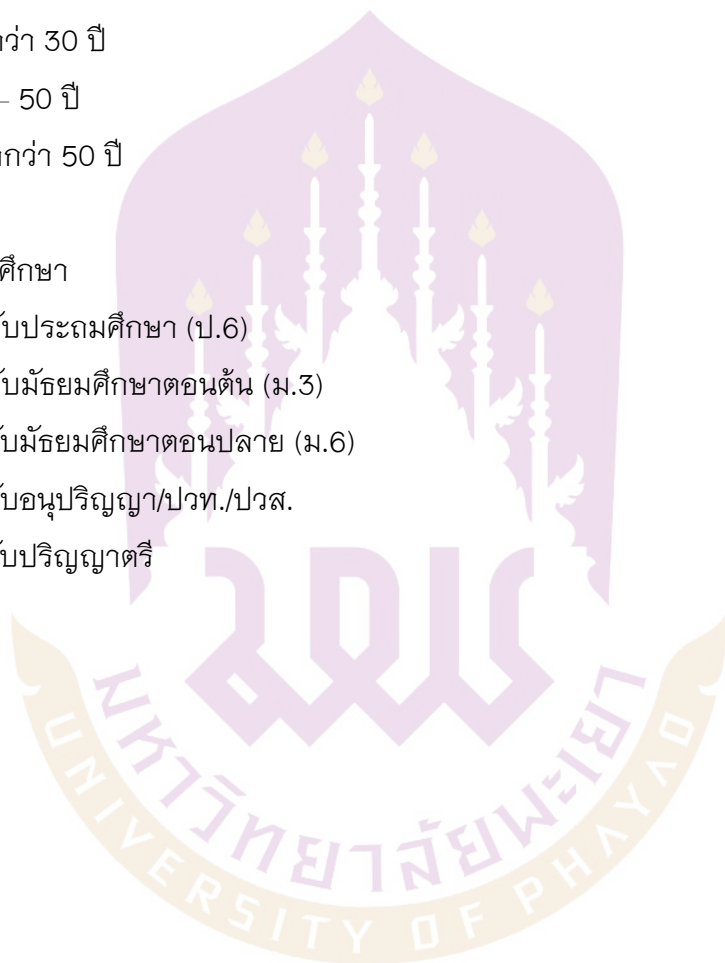 กว่า 30 ปี
– 50 ปี
กว่า 50 ปี
ศึกษา
ับประถมศึกษา (ป.6)
ับมัธยมศึกษาตอนต้น (ม.3)
ับมัธยมศึกษาตอนปลาย (ม.6)
ับอนุปริญญา/ปวท./ปวส.
ับปริญญาตรี
มพ
มหาวิทยาลัยพะเยา
UNIVERSITY OF PHAYAO